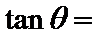 tan θ =